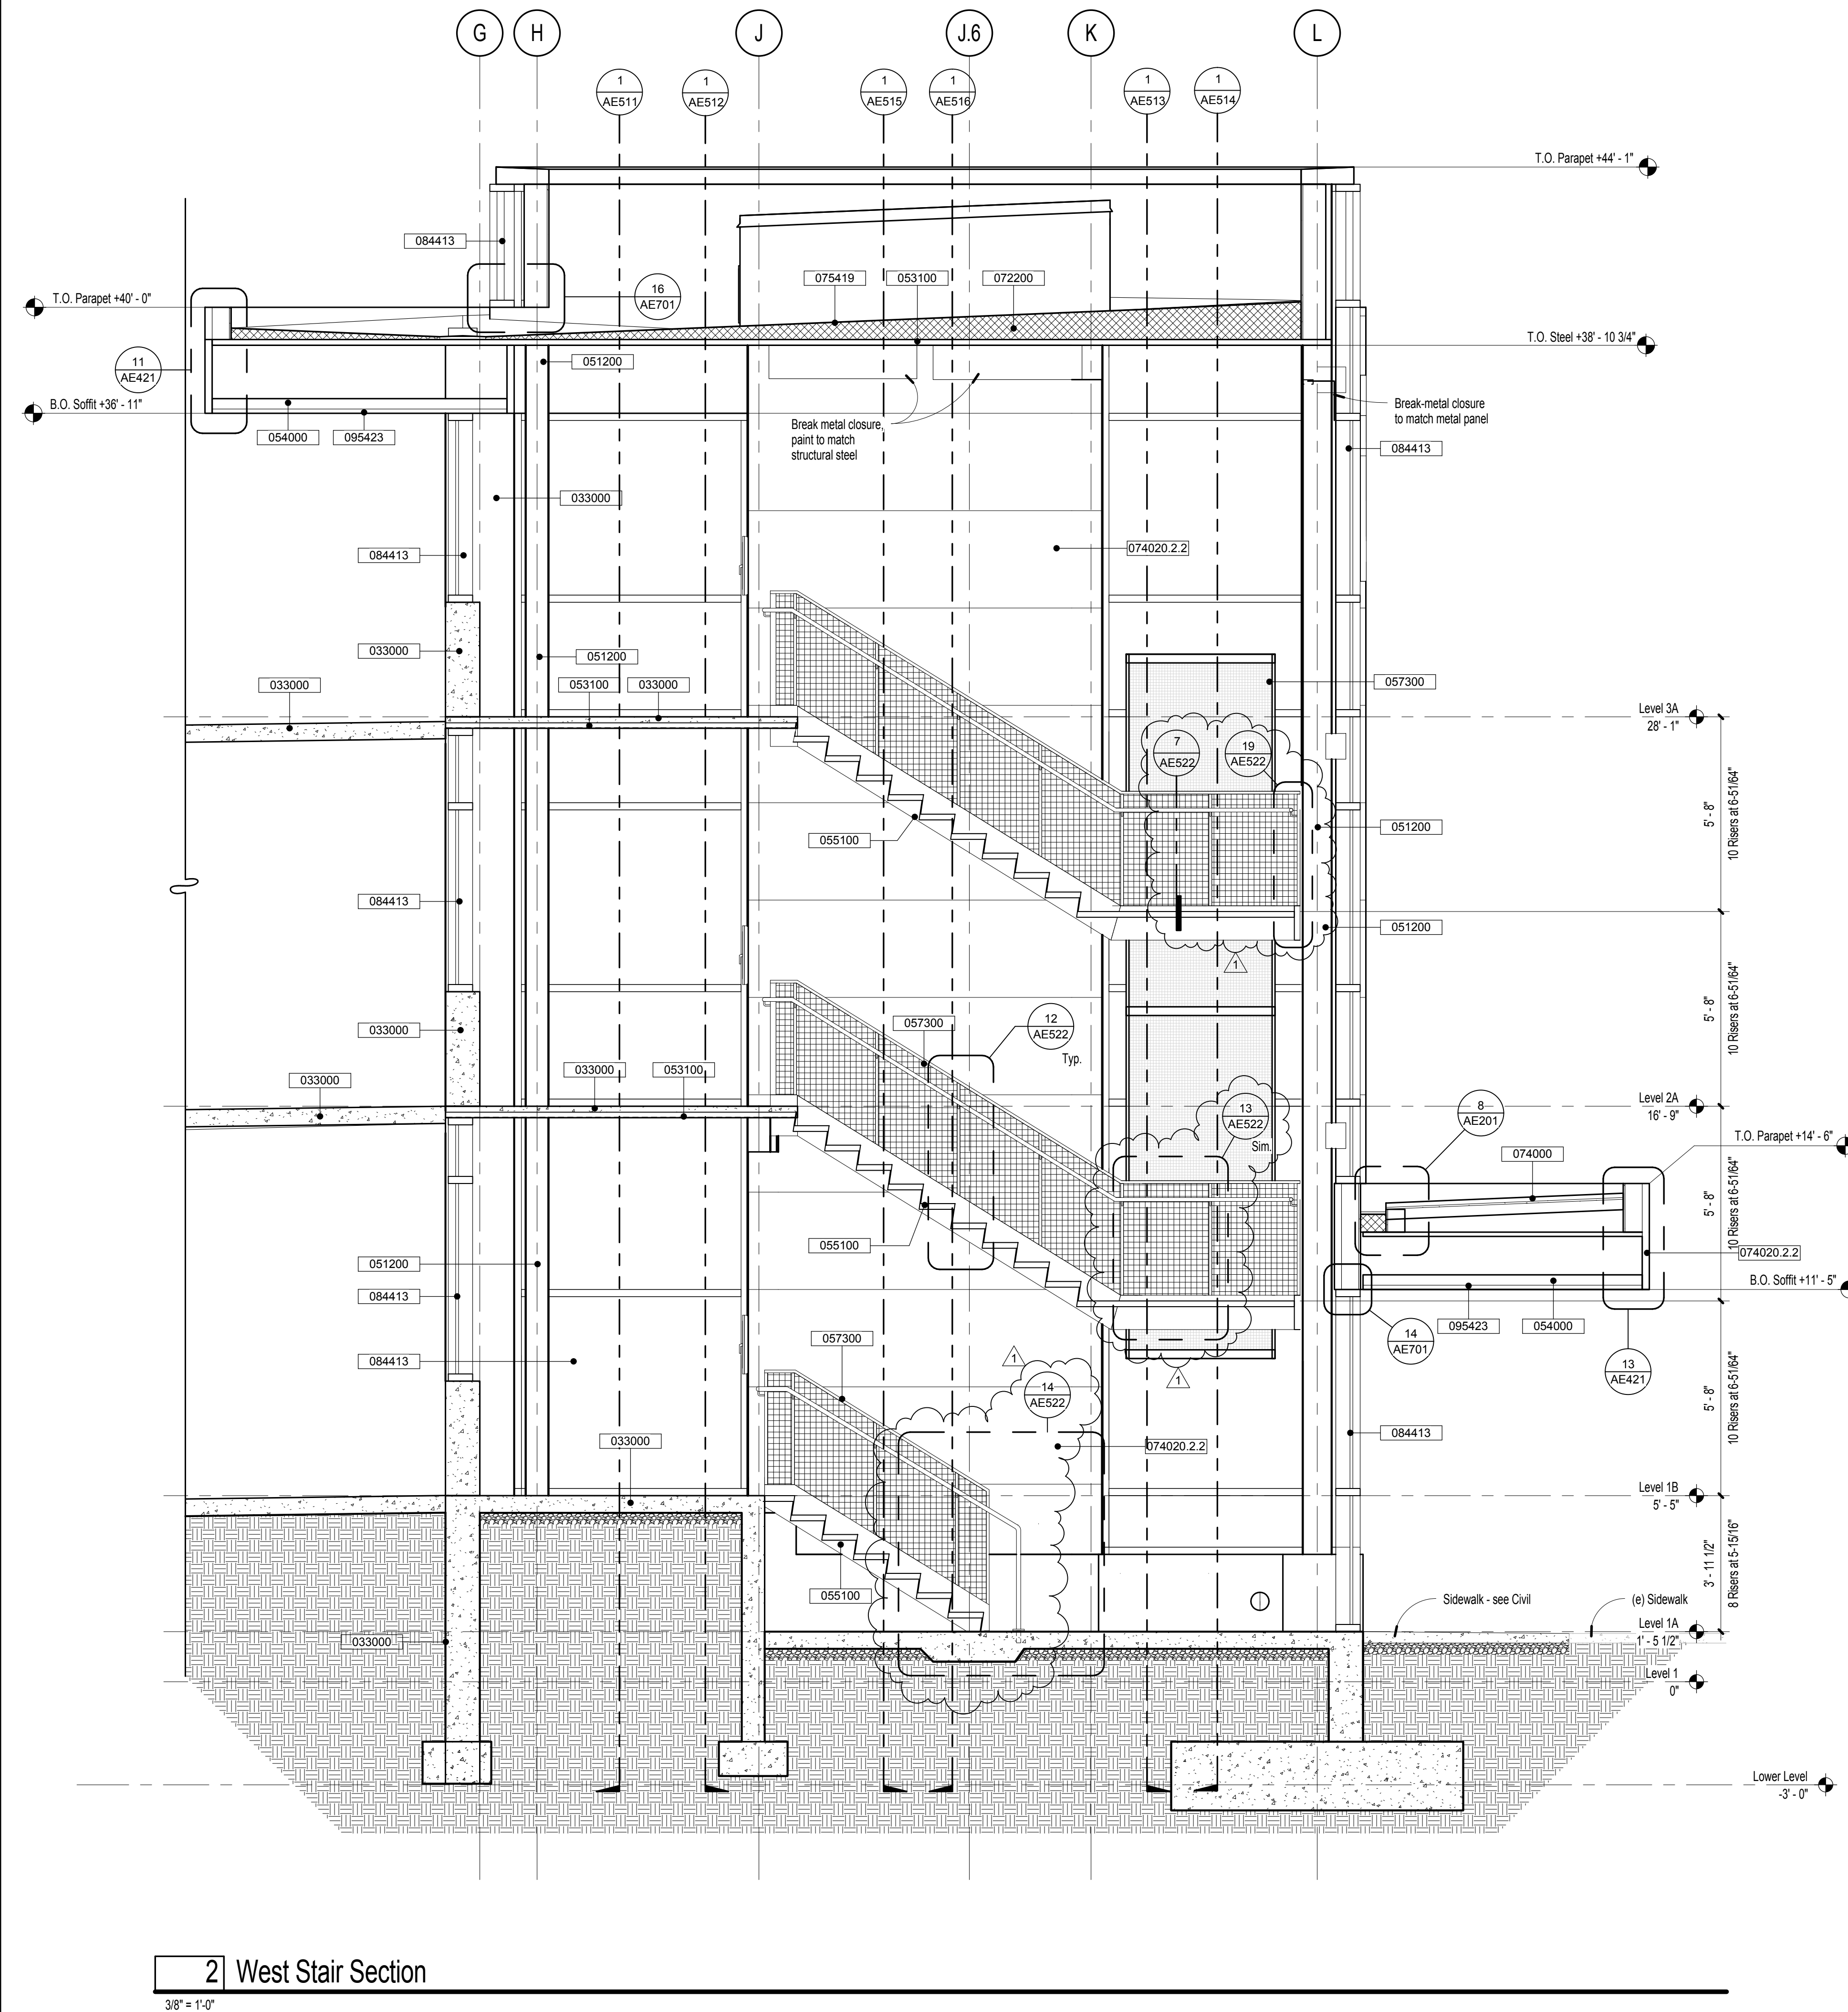 G
H
J
J.6
K
L
1
AE511
1
AE512
1
AE515
1
AE516
1
AE513
1
AE514
T.O. Parapet +44' - 1"
084413
16
AE701
075419
053100
072200
T.O. Parapet +40' - 0"
T.O. Steel +38' - 10 3/4"
11
AE421
051200
B.O. Soffit +36' - 11"
054000
095423
Break metal closure,
paint to match
structural steel
Break-metal closure
to match metal panel
084413
033000
084413
074020.2.2
033000
051200
033000
053100
033000
057300
Level 3A
28' - 1"
7
AE522
19
AE522
055100
051200
5' - 8"
10 Risers at 6-51/64"
084413
051200
1
033000
057300
12
AE522
Typ.
5' - 8"
10 Risers at 6-51/64"
033000
033000
053100
13
AE522
Sim.
8
AE201
Level 2A
16' - 9"
T.O. Parapet +14' - 6"
074000
5' - 8"
10 Risers at 6-51/64"
055100
051200
074020.2.2
084413
B.O. Soffit +11' - 5"
095423
054000
057300
14
AE701
084413
1
1
13
AE421
14
AE522
5' - 8"
10 Risers at 6-51/64"
033000
074020.2.2
084413
Level 1B
5' - 5"
055100
Sidewalk - see Civil
(e) Sidewalk
3' - 11 1/2"
8 Risers at 5-15/16"
033000
Level 1A
1' - 5 1/2"
Level 1
0"
Lower Level
-3' - 0"
2 West Stair Section
3/8" = 1'-0"